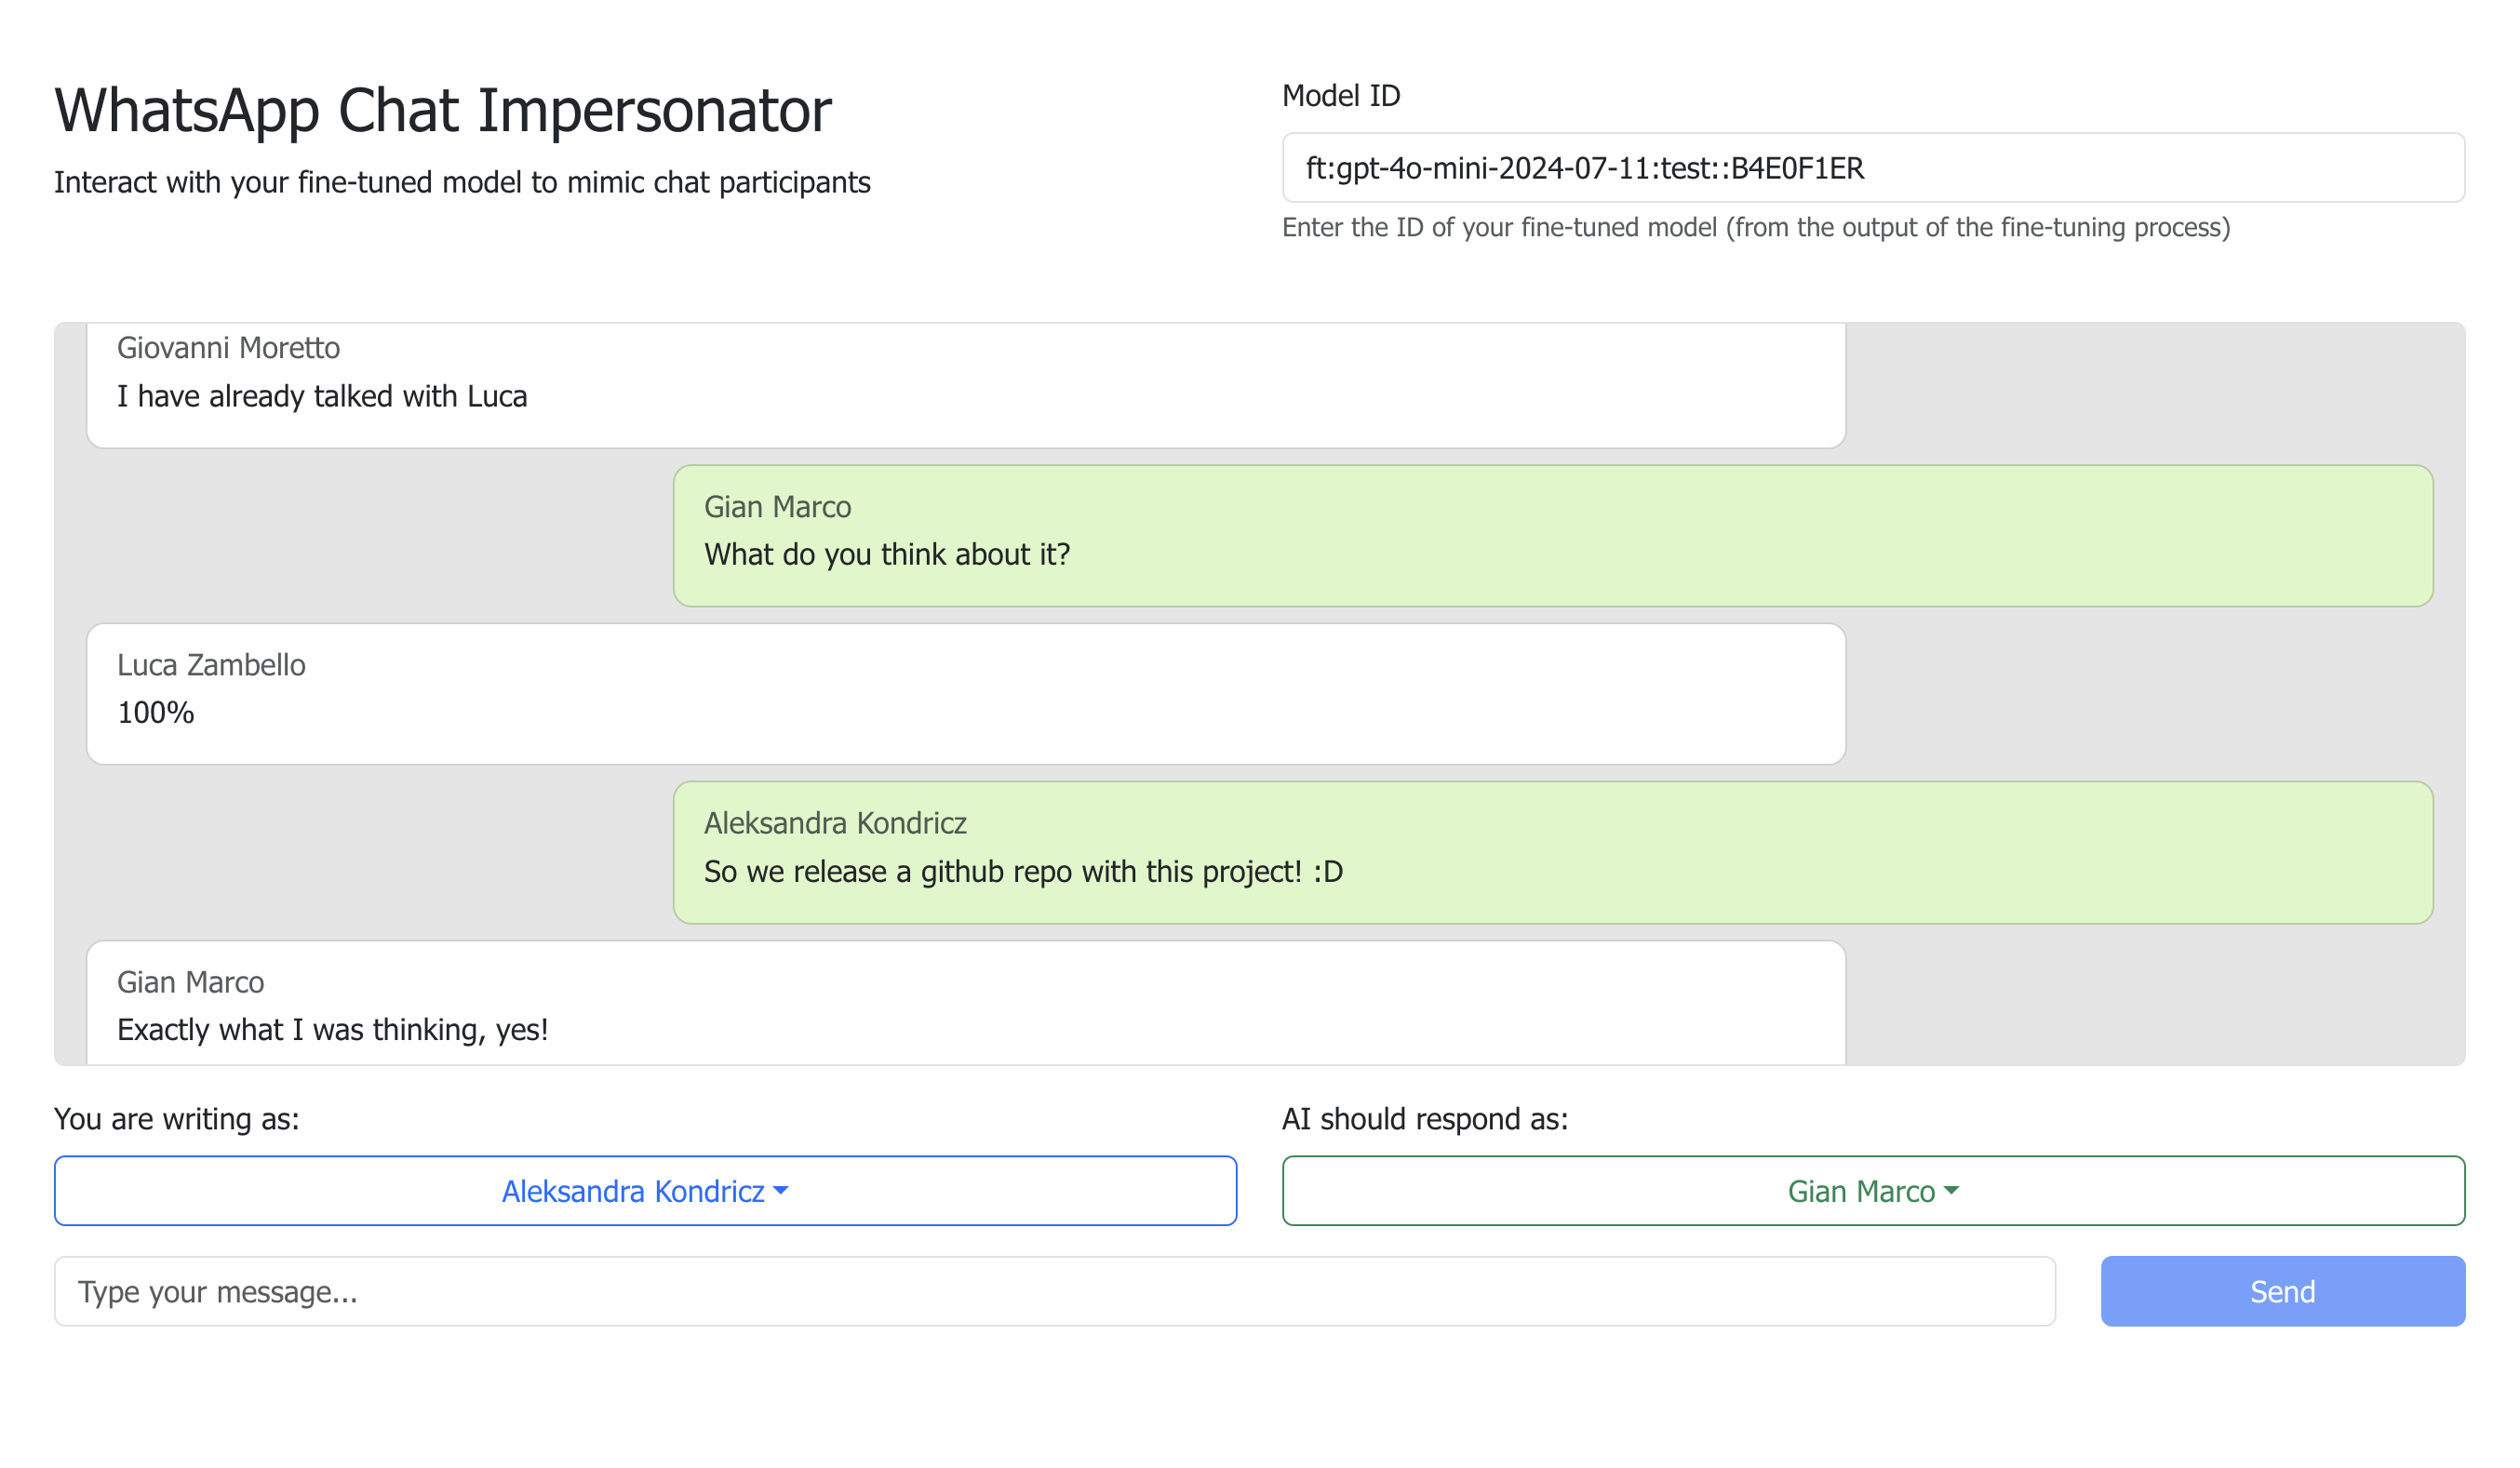 WhatsApp Chat Impersonator
Interact with your fine-tuned model to mimic chat participants
Model ID
ft:gpt-4o-mini-2024-07-11:test::B4E0F1ER
Enter the ID of your fine-tuned model (from the output of the fine-tuning process)
Giovanni Moretto
I have already talked with Luca
Gian Marco
What do you think about it?
Luca Zambello
100%
Aleksandra Kondricz
So we release a github repo with this project! :D
Gian Marco
Exactly what I was thinking, yes!
You are writing as:
Aleksandra Kondricz
AI should respond as:
Gian Marco
Type your message...
Send